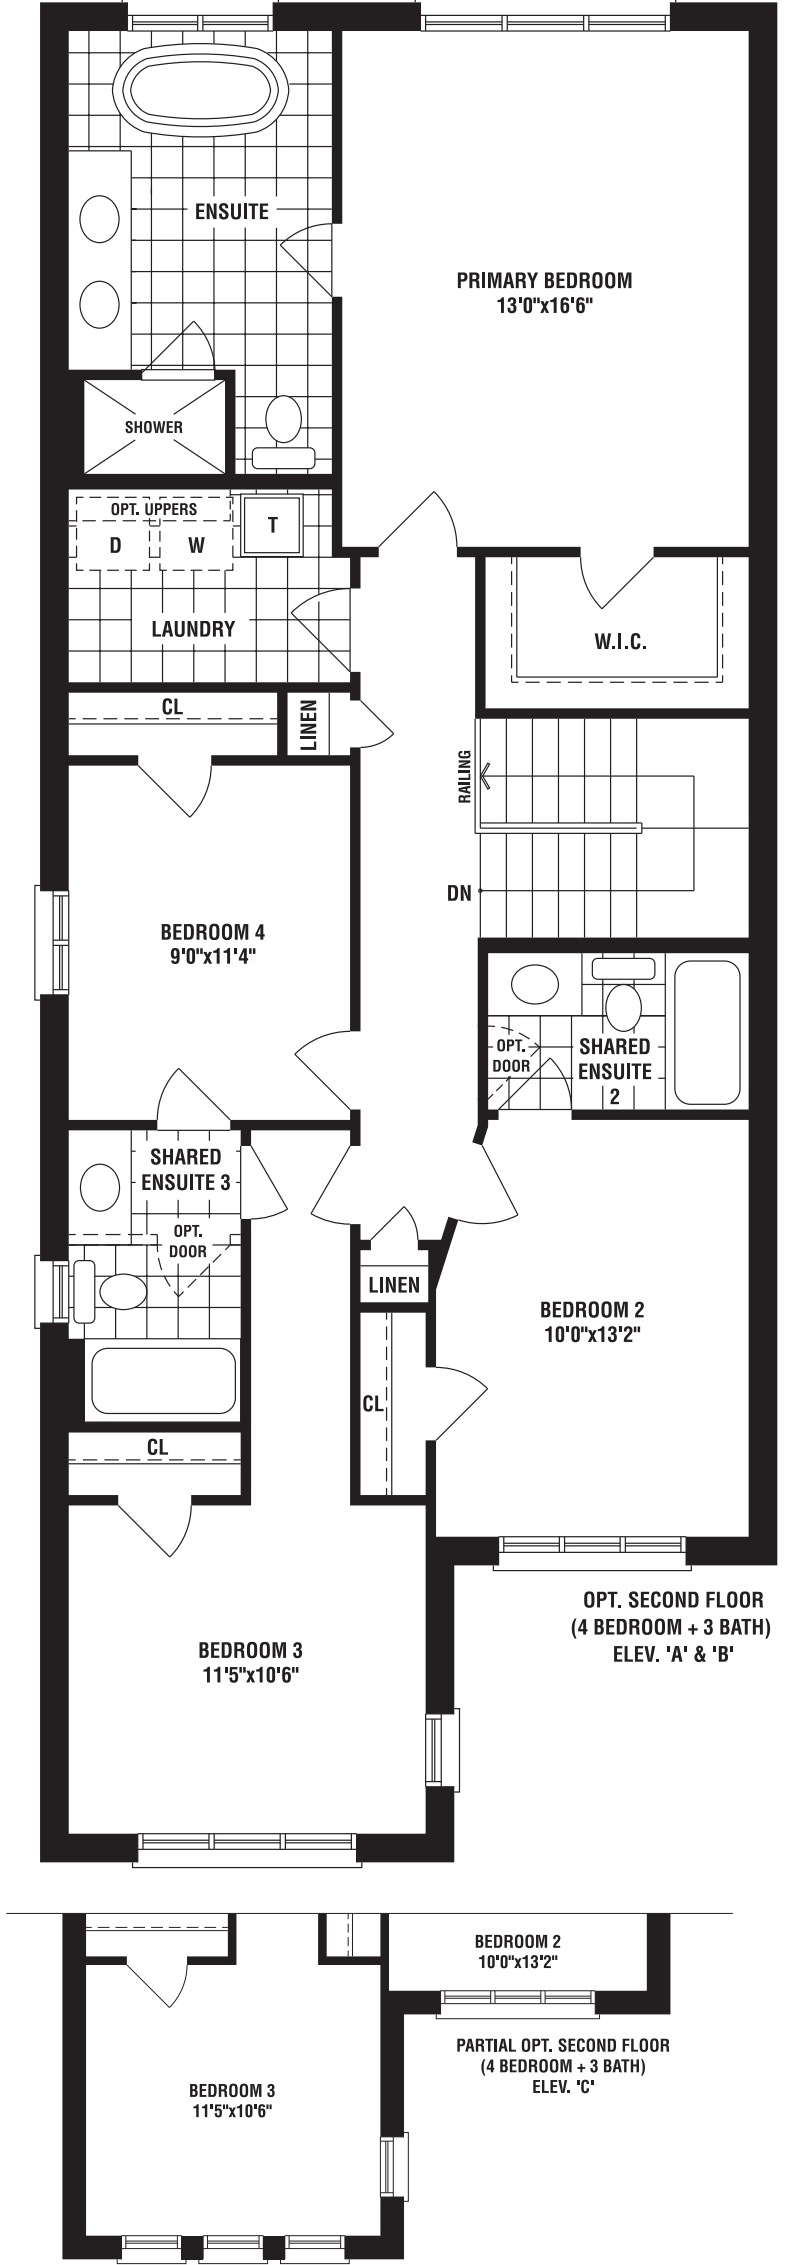 ENSUITE
PRIMARY BEDROOM
13'0"x16'6"
SHOWER
OPT. UPPERS
D
W
T
LAUNDRY
W.I.C.
CL
LINEN
RAILING
DN
BEDROOM 4
9'0"x11'4"
OPT.
DOOR
SHARED
ENSUITE
2
SHARED
ENSUITE 3
OPT.
DOOR
LINEN
BEDROOM 2
10'0"x13'2"
CL
CL
OPT. SECOND FLOOR
(4 BEDROOM + 3 BATH)
ELEV. 'A' & 'B'
BEDROOM 3
11'5"x10'6"
BEDROOM 2
10'0"x13'2"
PARTIAL OPT. SECOND FLOOR
(4 BEDROOM + 3 BATH)
ELEV. 'C'
BEDROOM 3
11'5"x10'6"